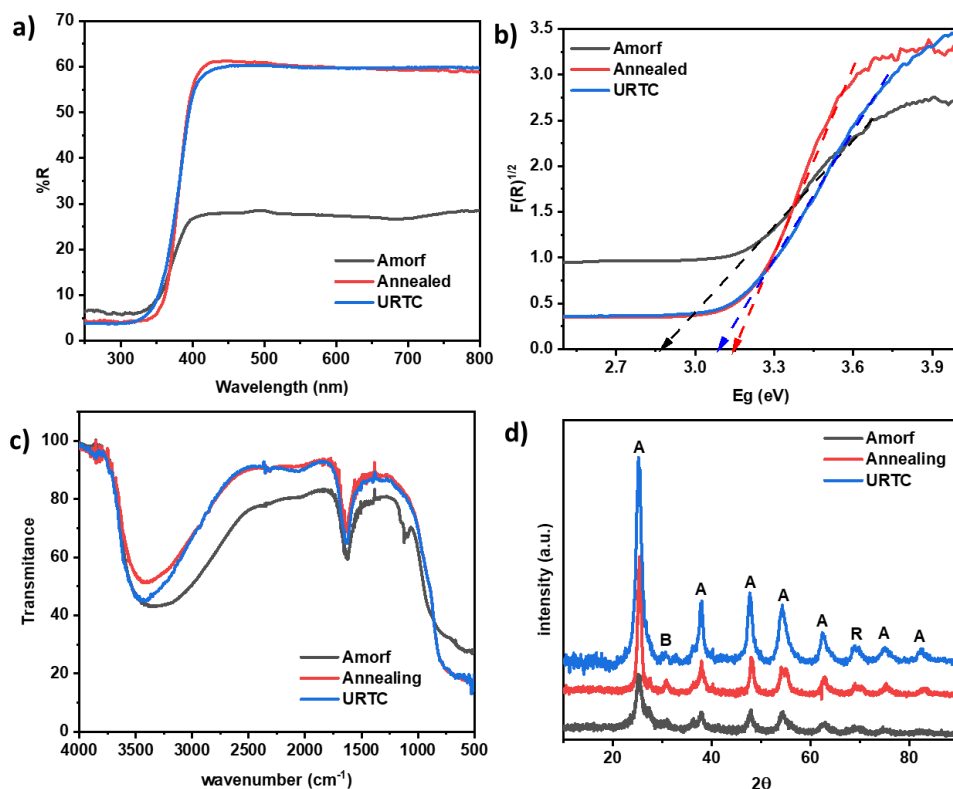 a)
70
60
50
40
30
20
10
0
%R
Amorf
Annealed
URTC
300 400 500 600 700 800
Wavelength (nm)
b)
Amorf
Annealed
URTC
3.5
3.0
2.5
2.0
1.5
1.0
0.5
0.0
F(R)^1/2
2.7 3.0 3.3 3.6 3.9
Eg (eV)
c)
100
80
60
40
20
0
Transmitance
Amorf
Annealing
URTC
4000 3500 3000 2500 2000 1500 1000 500
wavenumber (cm⁻¹)
d)
Amorf
Annealing
URTC
A
B
A
A
A
A
R
A
A
intensity (a.u.)
20 40 60 80
2θ